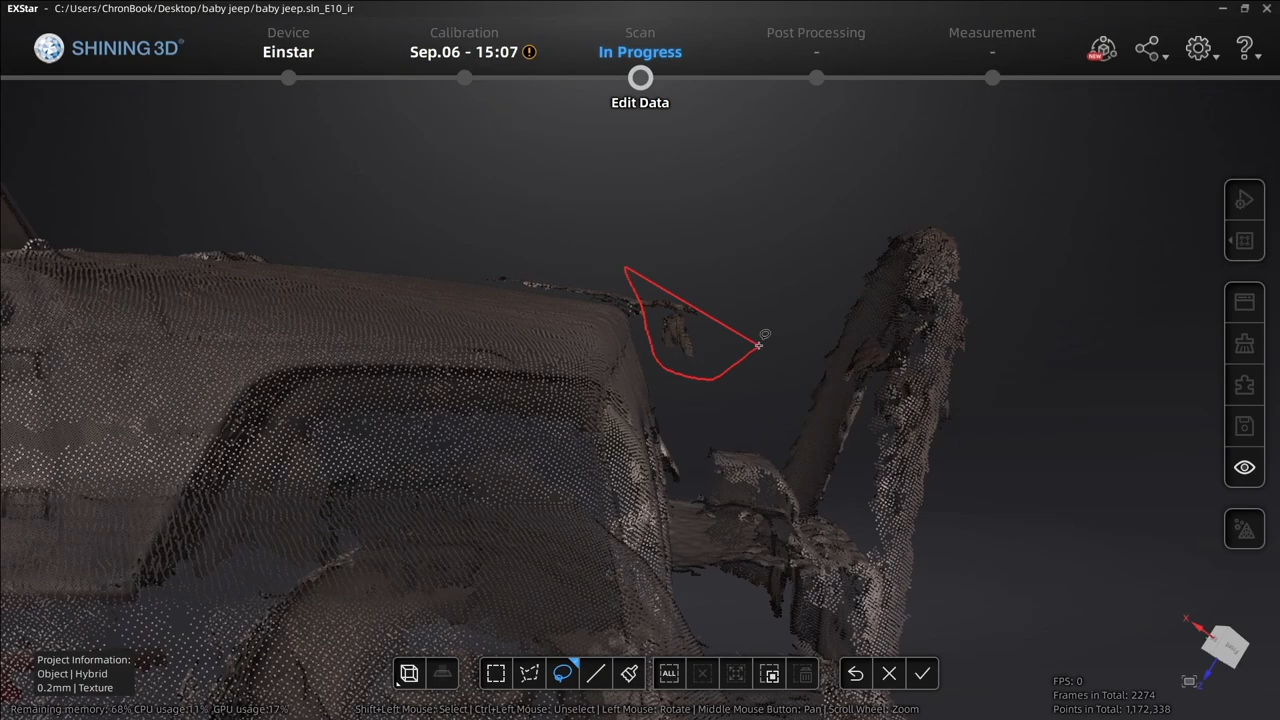 EXStar - C:/Users/ChronBook/Desktop/baby jeep/baby jeep.sln_E10_ir
SHINING 3D®
Device
Einstar
Calibration
Sep.06 - 15:07
Scan
In Progress
Post Processing
-
Measurement
-
NEW
Edit Data
Project Information:
Object | Hybrid
0.2mm | Texture
ALL
FPS: 0
Frames in Total: 2274
Points in Total: 1,172,338
Remaining memory: 68% CPU usage:11% GPU usage:17%
Shift+Left Mouse: Select | Ctrl+Left Mouse: Unselect | Left Mouse: Rotate | Middle Mouse Button: Pan | Scroll Wheel: Zoom
X
Z